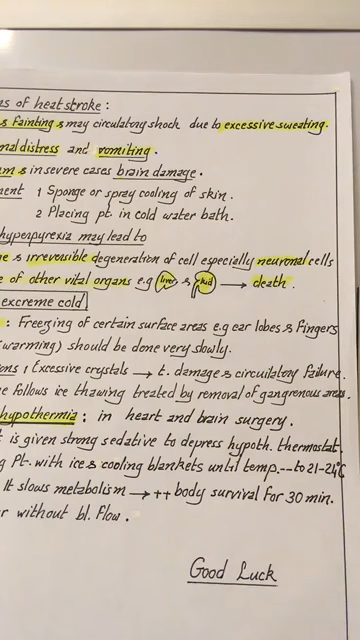 ns of heatstroke :
& Fainting & may circulatory shock due to excessive sweating.
nal distress and vomiting .
m & in severe cases brain damage .
ment 1 Sponge or spray cooling of skin .
2 Placing pt. in cold water bath.
hyperpyrexia may lead to
e & irreversible degeneration of cell especially neuronal cells
e of other vital organs e.g liver & kid → death .
excreme cold
: Freezing of certain surface areas e.g ear lobes & fingers
(warming) should be done very slowly.
ons 1 Excessive crystals → t. damage & circulatory failure.
e follows ice thawing treated by removal of gangrenous areas.
hypothermia : in heart and brain surgery .
t is given strong sedative to depress hypoth. thermostat.
g Pt. with ice & cooling blankets until temp.--to 21-24°C
It slows metabolism → ++ body survival for 30 min.
r without bl. Flow .
Good Luck